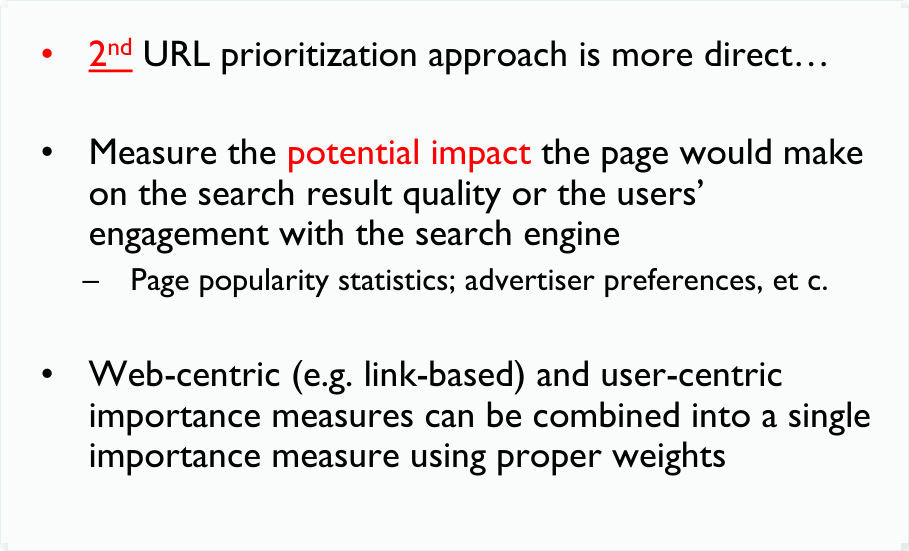 • 2nd URL prioritization approach is more direct…
• Measure the potential impact the page would make
on the search result quality or the users’
engagement with the search engine
– Page popularity statistics; advertiser preferences, et c.
• Web-centric (e.g. link-based) and user-centric
importance measures can be combined into a single
importance measure using proper weights